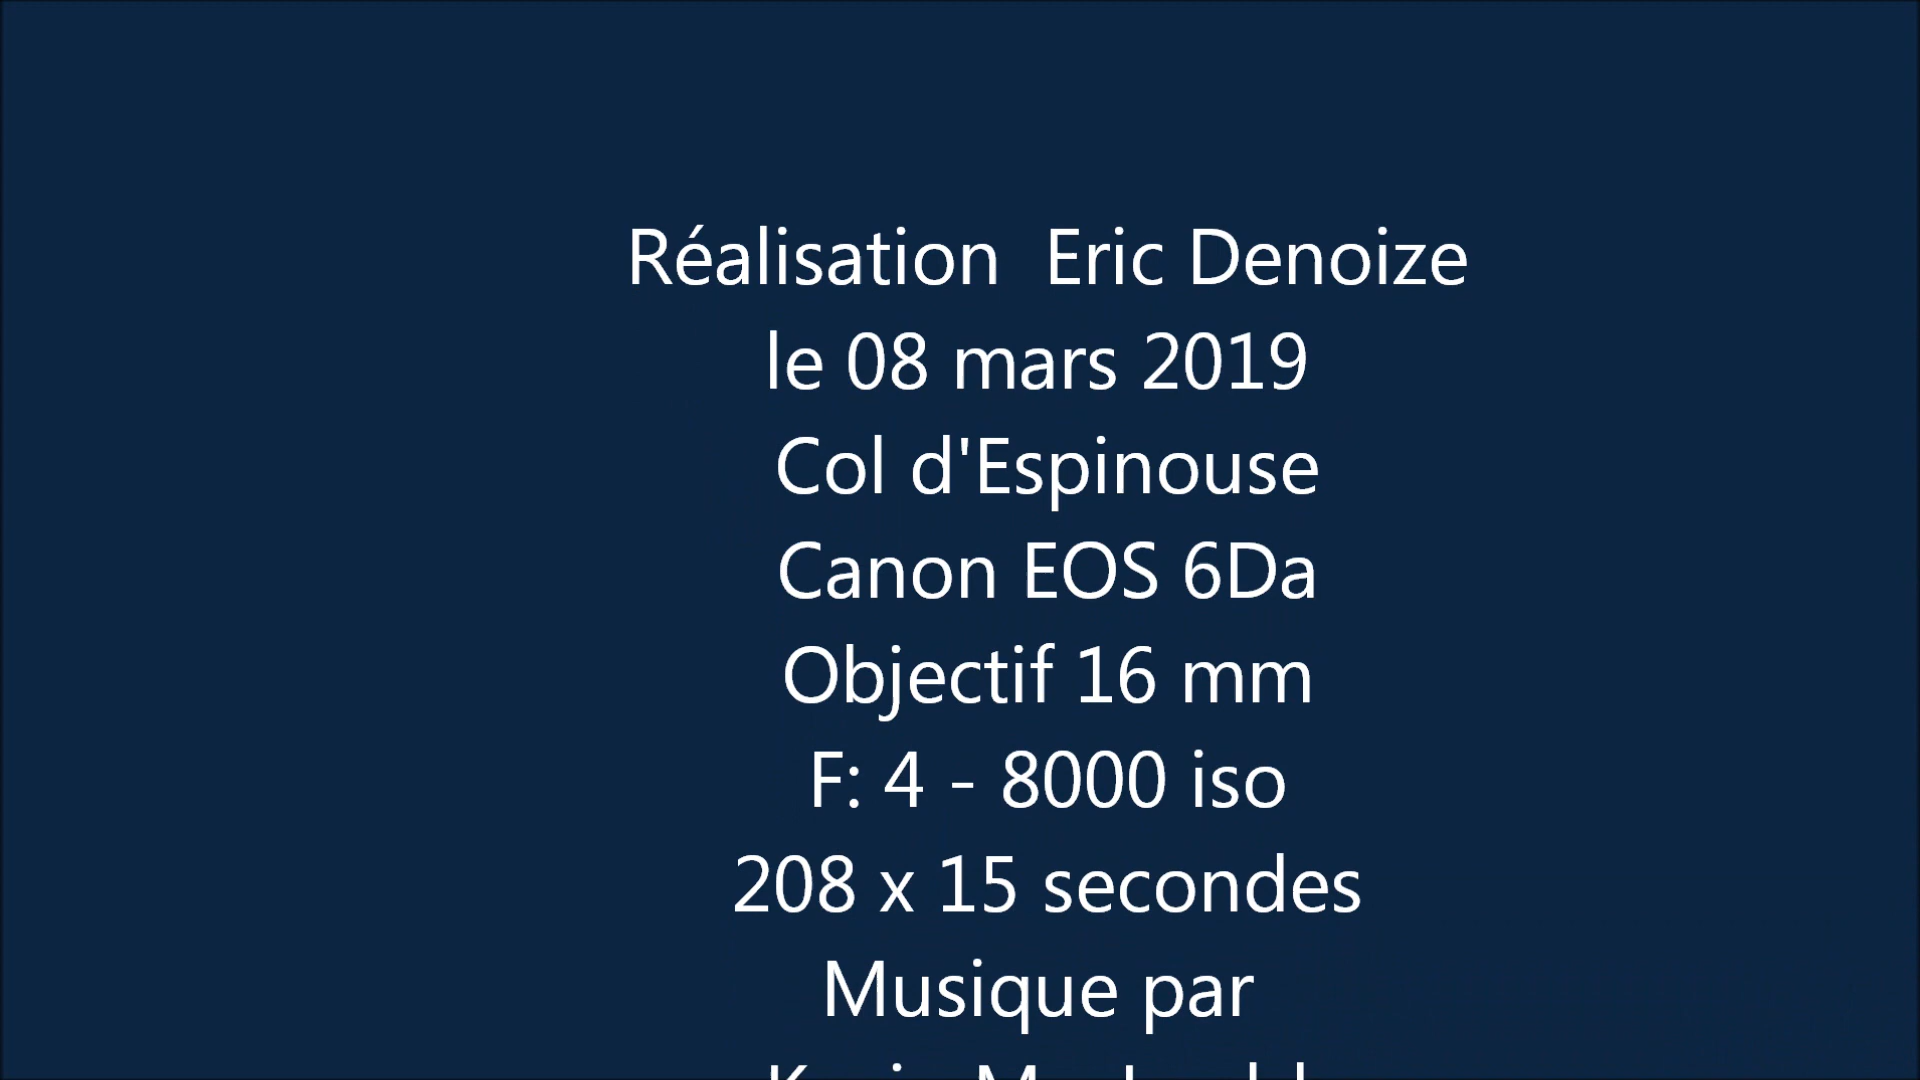 Réalisation  Eric Denoize
le 08 mars 2019
Col d'Espinouse
Canon EOS 6Da
Objectif 16 mm
F: 4 - 8000 iso
208 x 15 secondes
Musique par